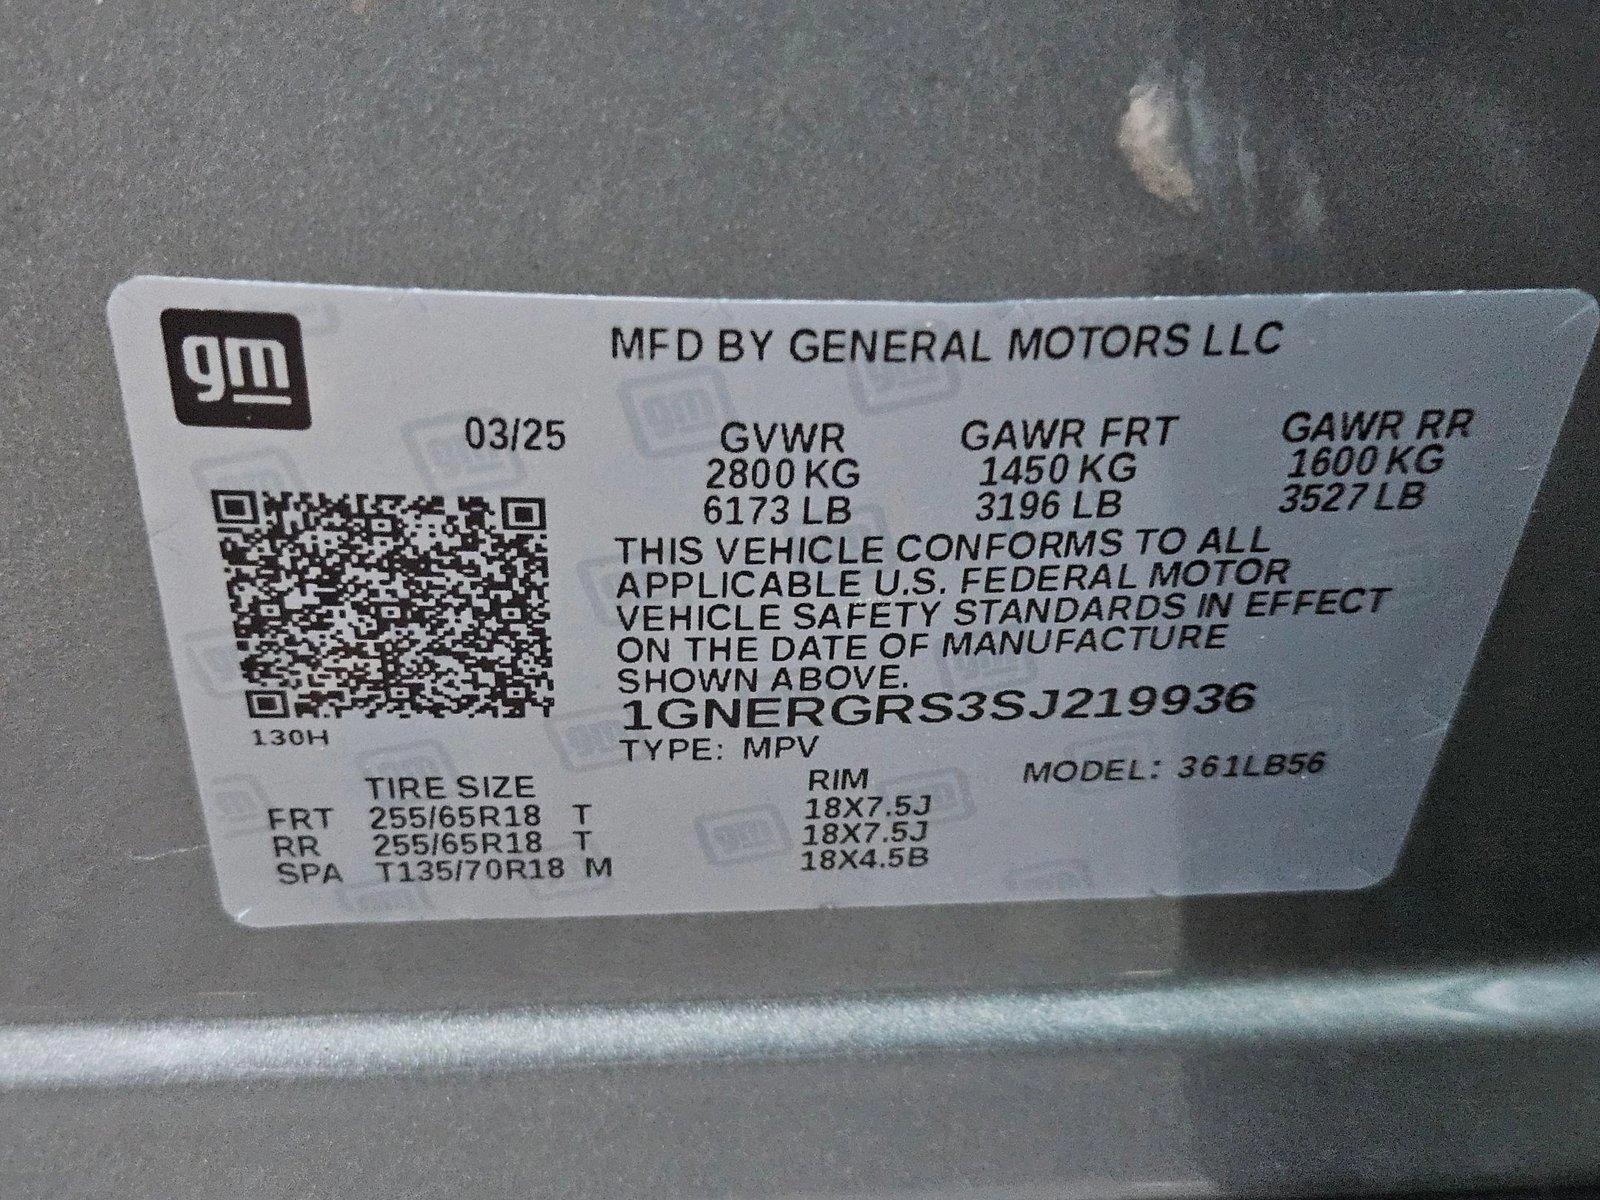 gm
MFD BY GENERAL MOTORS LLC
03/25
GVWR GAWR FRT GAWR RR
2800 KG 1450 KG 1600 KG
6173 LB 3196 LB 3527 LB
THIS VEHICLE CONFORMS TO ALL
APPLICABLE U.S. FEDERAL MOTOR
VEHICLE SAFETY STANDARDS IN EFFECT
ON THE DATE OF MANUFACTURE
SHOWN ABOVE.
1GNERGRS3SJ219936
130H
TYPE: MPV MODEL: 361LB56
TIRE SIZE RIM
FRT 255/65R18 T 18X7.5J
RR 255/65R18 T 18X7.5J
SPA T135/70R18 M 18X4.5B